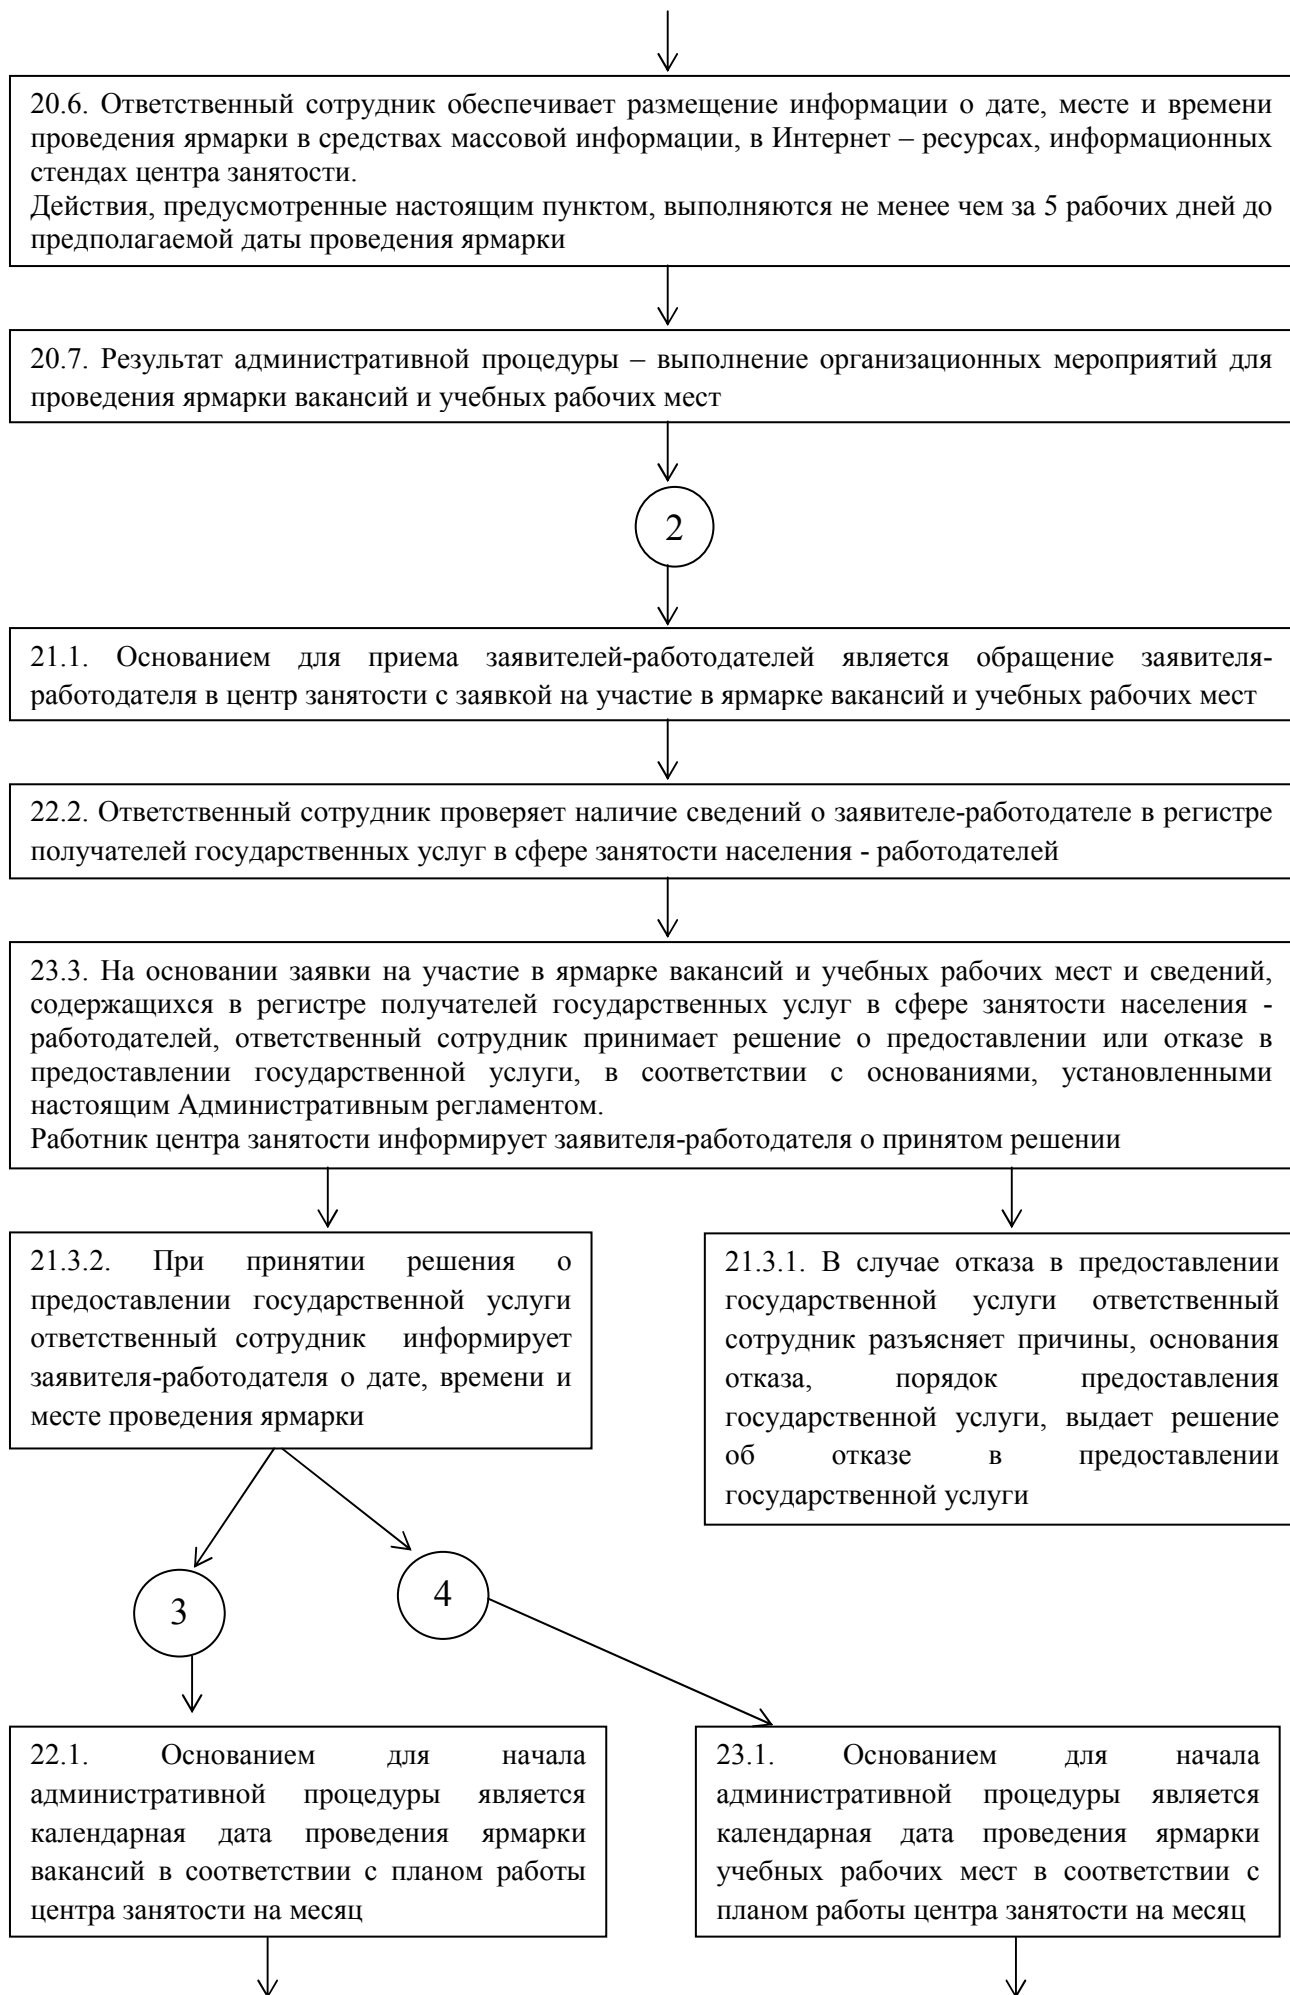 20.6. Ответственный сотрудник обеспечивает размещение информации о дате, месте и времени
проведения ярмарки в средствах массовой информации, в Интернет – ресурсах, информационных
стендах центра занятости.
Действия, предусмотренные настоящим пунктом, выполняются не менее чем за 5 рабочих дней до
предполагаемой даты проведения ярмарки
20.7. Результат административной процедуры – выполнение организационных мероприятий для
проведения ярмарки вакансий и учебных рабочих мест
2
21.1. Основанием для приема заявителей-работодателей является обращение заявителя-
работодателя в центр занятости с заявкой на участие в ярмарке вакансий и учебных рабочих мест
22.2. Ответственный сотрудник проверяет наличие сведений о заявителе-работодателе в регистре
получателей государственных услуг в сфере занятости населения - работодателей
23.3. На основании заявки на участие в ярмарке вакансий и учебных рабочих мест и сведений,
содержащихся в регистре получателей государственных услуг в сфере занятости населения -
работодателей, ответственный сотрудник принимает решение о предоставлении или отказе в
предоставлении государственной услуги, в соответствии с основаниями, установленными
настоящим Административным регламентом.
Работник центра занятости информирует заявителя-работодателя о принятом решении
21.3.2. При принятии решения о
предоставлении государственной услуги
ответственный сотрудник информирует
заявителя-работодателя о дате, времени и
месте проведения ярмарки
21.3.1. В случае отказа в предоставлении
государственной услуги ответственный
сотрудник разъясняет причины, основания
отказа, порядок предоставления
государственной услуги, выдает решение
об отказе в предоставлении
государственной услуги
3
4
22.1. Основанием для начала
административной процедуры является
календарная дата проведения ярмарки
вакансий в соответствии с планом работы
центра занятости на месяц
23.1. Основанием для начала
административной процедуры является
календарная дата проведения ярмарки
учебных рабочих мест в соответствии с
планом работы центра занятости на месяц